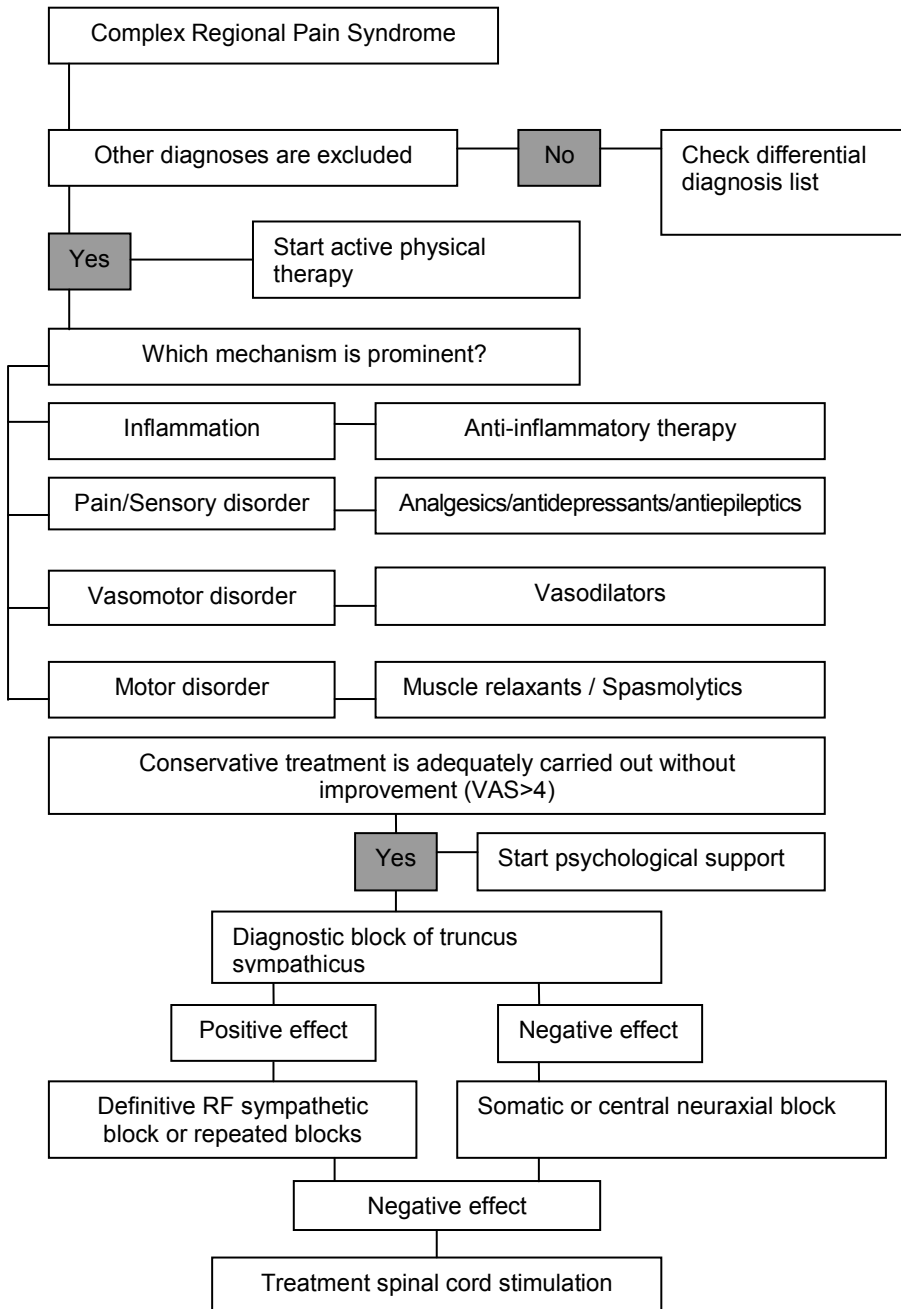 Complex Regional Pain Syndrome
Other diagnoses are excluded
No
Check differential
diagnosis list
Yes
Start active physical
therapy
Which mechanism is prominent?
Inflammation
Anti-inflammatory therapy
Pain/Sensory disorder
Analgesics/antidepressants/antiepileptics
Vasomotor disorder
Vasodilators
Motor disorder
Muscle relaxants / Spasmolytics
Conservative treatment is adequately carried out without
improvement (VAS>4)
Yes
Start psychological support
Diagnostic block of truncus
sympathicus
Positive effect
Negative effect
Definitive RF sympathetic
block or repeated blocks
Somatic or central neuraxial block
Negative effect
Treatment spinal cord stimulation